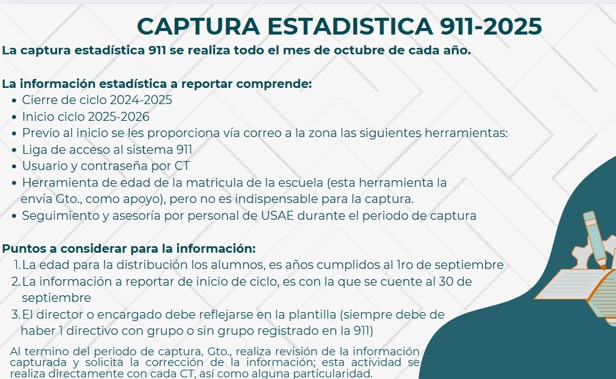 CAPTURA ESTADISTICA 911-2025
La captura estadística 911 se realiza todo el mes de octubre de cada año.
La información estadística a reportar comprende:
• Cierre de ciclo 2024-2025
• Inicio ciclo 2025-2026
• Previo al inicio se les proporciona vía correo a la zona las siguientes herramientas:
• Liga de acceso al sistema 911
• Usuario y contraseña por CT
• Herramienta de edad de la matricula de la escuela (esta herramienta la
envía Gto., como apoyo), pero no es indispensable para la captura.
• Seguimiento y asesoría por personal de USAE durante el periodo de captura
Puntos a considerar para la información:
1. La edad para la distribución los alumnos, es años cumplidos al 1ro de septiembre
2. La información a reportar de inicio de ciclo, es con la que se cuente al 30 de
septiembre
3. El director o encargado debe reflejarse en la plantilla (siempre debe de
haber 1 directivo con grupo o sin grupo registrado en la 911)
Al termino del periodo de captura, Gto., realiza revisión de la información
capturada y solicita la corrección de la información; esta actividad se
realiza directamente con cada CT, así como alguna particularidad.